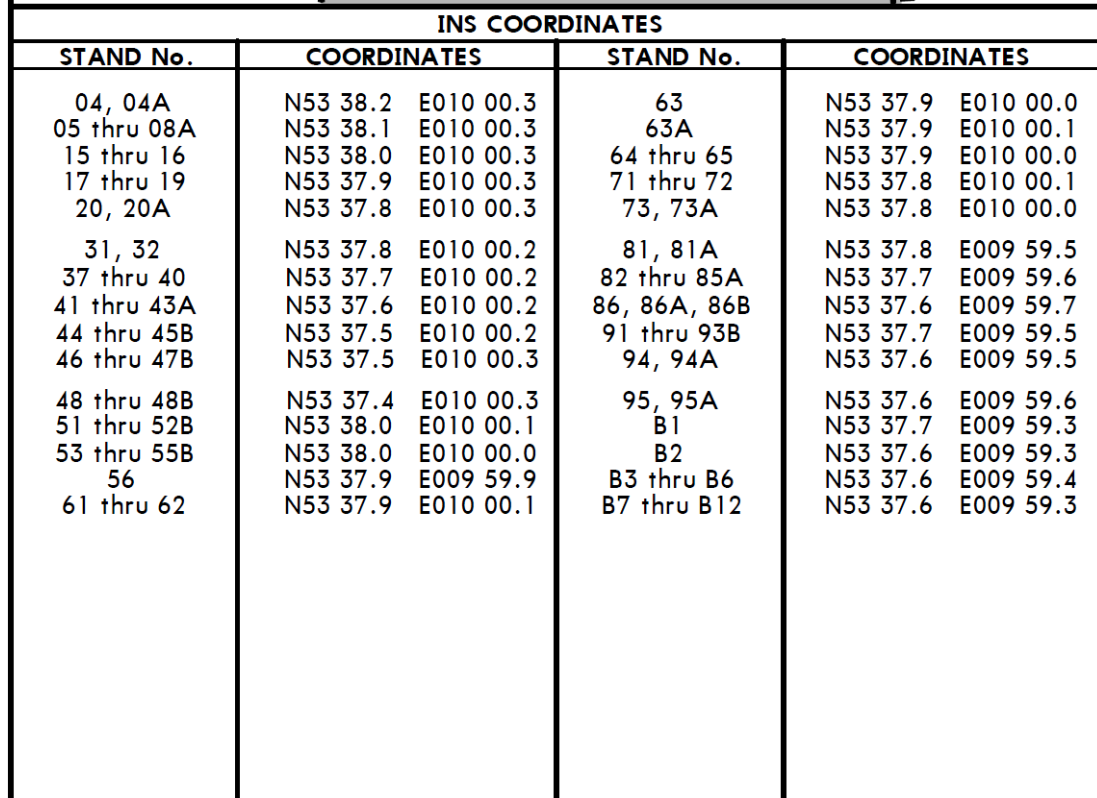 INS COORDINATES
STAND No. COORDINATES STAND No. COORDINATES
04, 04A N53 38.2 E010 00.3 63 N53 37.9 E010 00.0
05 thru 08A N53 38.1 E010 00.3 63A N53 37.9 E010 00.1
15 thru 16 N53 38.0 E010 00.3 64 thru 65 N53 37.9 E010 00.0
17 thru 19 N53 37.9 E010 00.3 71 thru 72 N53 37.8 E010 00.1
20, 20A N53 37.8 E010 00.3 73, 73A N53 37.8 E010 00.0
31, 32 N53 37.8 E010 00.2 81, 81A N53 37.8 E009 59.5
37 thru 40 N53 37.7 E010 00.2 82 thru 85A N53 37.7 E009 59.6
41 thru 43A N53 37.6 E010 00.2 86, 86A, 86B N53 37.6 E009 59.7
44 thru 45B N53 37.5 E010 00.2 91 thru 93B N53 37.7 E009 59.5
46 thru 47B N53 37.5 E010 00.3 94, 94A N53 37.6 E009 59.5
48 thru 48B N53 37.4 E010 00.3 95, 95A N53 37.6 E009 59.6
51 thru 52B N53 38.0 E010 00.1 B1 N53 37.7 E009 59.3
53 thru 55B N53 38.0 E010 00.0 B2 N53 37.6 E009 59.3
56 N53 37.9 E009 59.9 B3 thru B6 N53 37.6 E009 59.4
61 thru 62 N53 37.9 E010 00.1 B7 thru B12 N53 37.6 E009 59.3